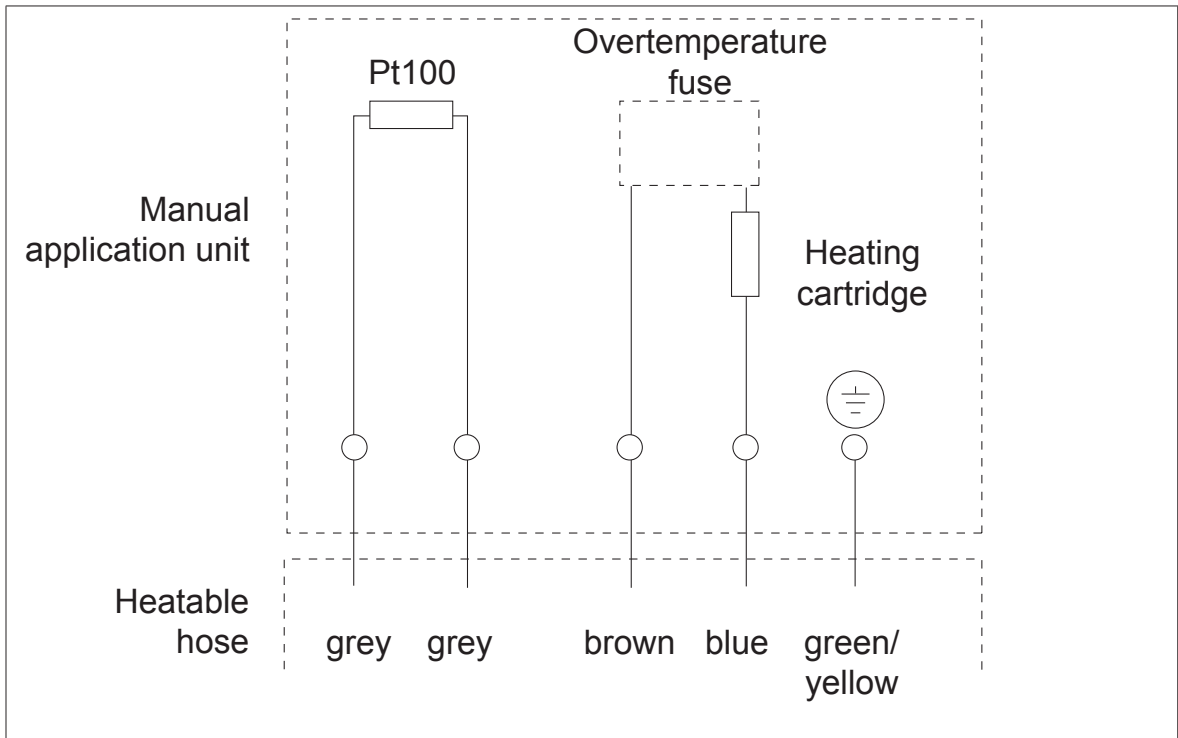 Overtemperature
fuse
Pt100
Manual
application unit
Heating
cartridge
Heatable
hose
grey
grey
brown
blue
green/
yellow